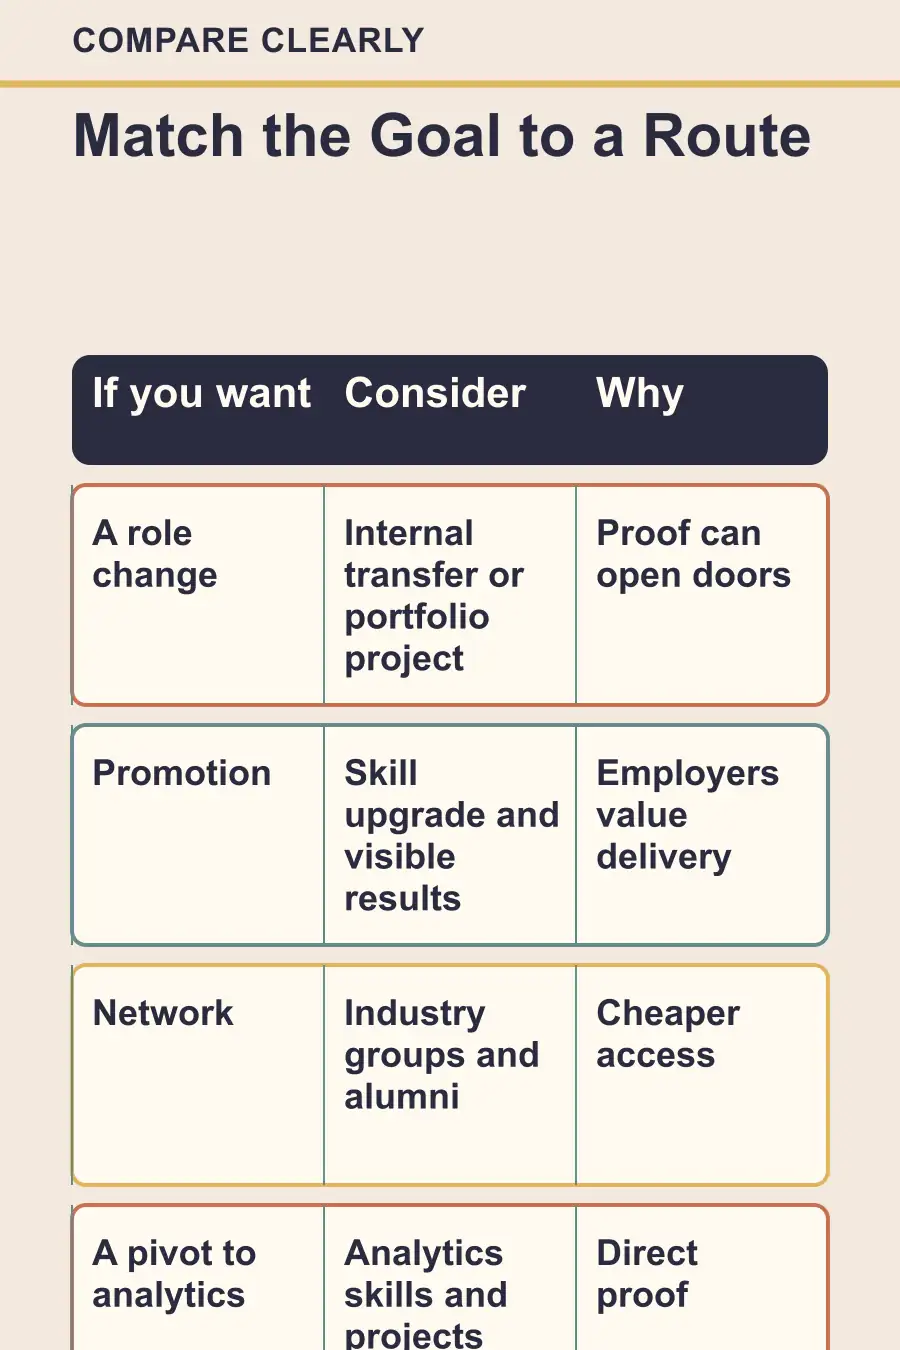 COMPARE CLEARLY
Match the Goal to a Route
If you want Consider Why
A role
change
Internal
transfer or
portfolio
project
Proof can
open doors
Promotion
Skill
upgrade and
visible
results
Employers
value
delivery
Network
Industry
groups and
alumni
Cheaper
access
A pivot to
analytics
Analytics
skills and
projects
Direct
proof